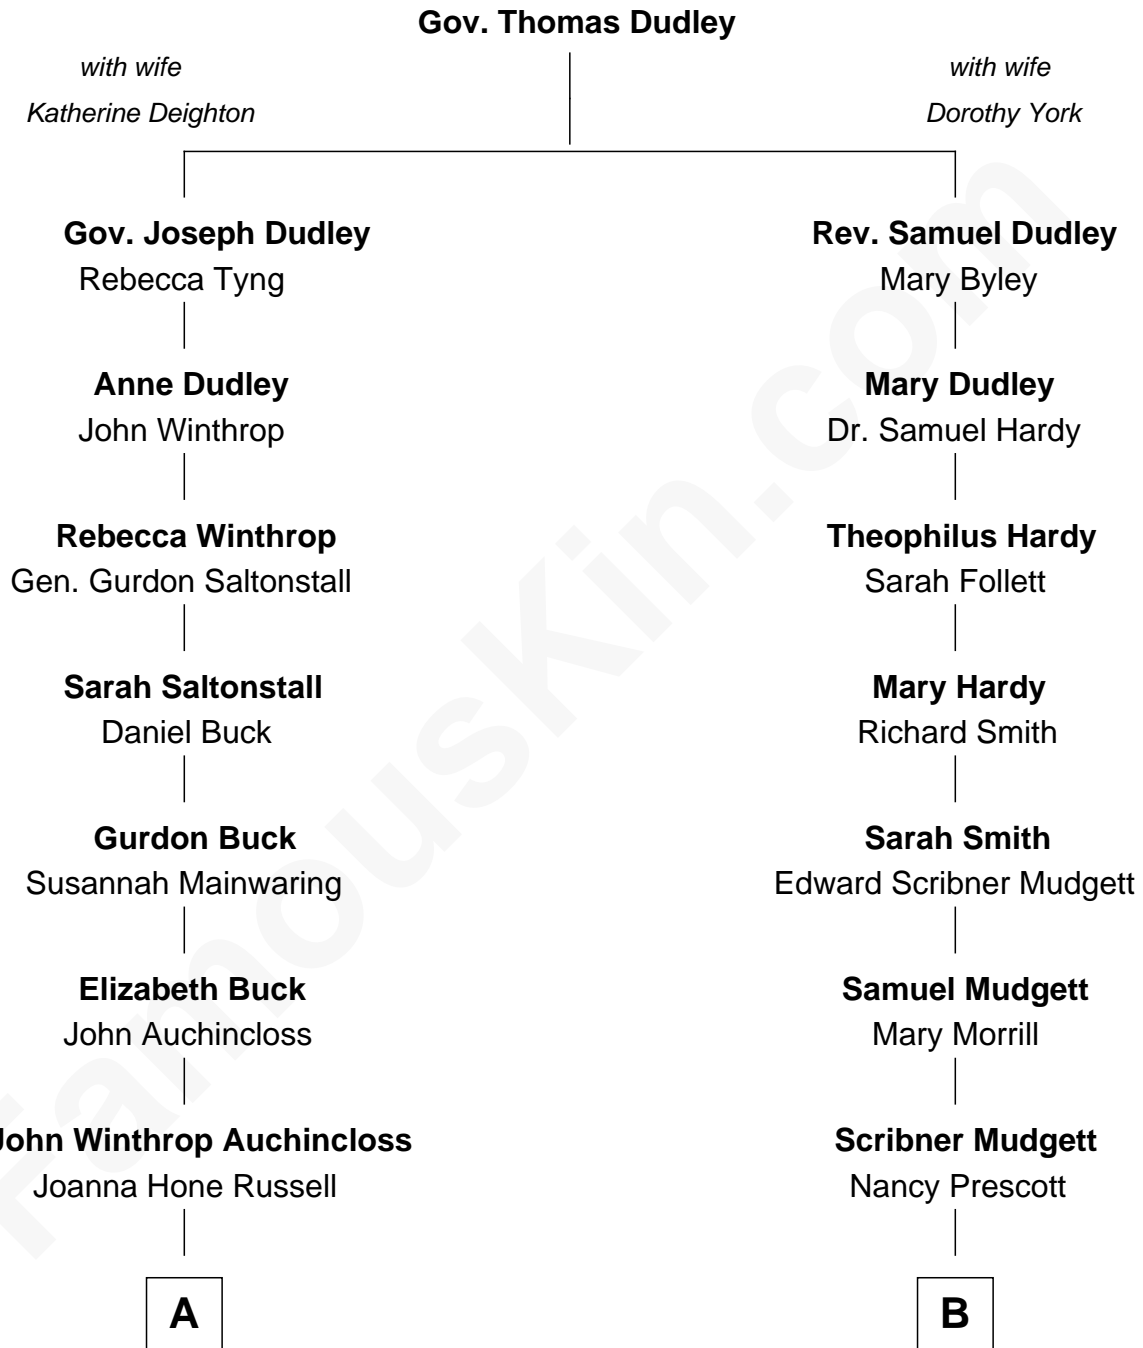 Gov. Thomas Dudley
with wife
Katherine Deighton
with wife
Dorothy York
Gov. Joseph Dudley
Rebecca Tyng
Rev. Samuel Dudley
Mary Byley
Anne Dudley
John Winthrop
Mary Dudley
Dr. Samuel Hardy
Rebecca Winthrop
Gen. Gurdon Saltonstall
Theophilus Hardy
Sarah Follett
Sarah Saltonstall
Daniel Buck
Mary Hardy
Richard Smith
Gurdon Buck
Susannah Mainwaring
Sarah Smith
Edward Scribner Mudgett
Elizabeth Buck
John Auchincloss
Samuel Mudgett
Mary Morrill
John Winthrop Auchincloss
Joanna Hone Russell
Scribner Mudgett
Nancy Prescott
A
B
FamousKin.com